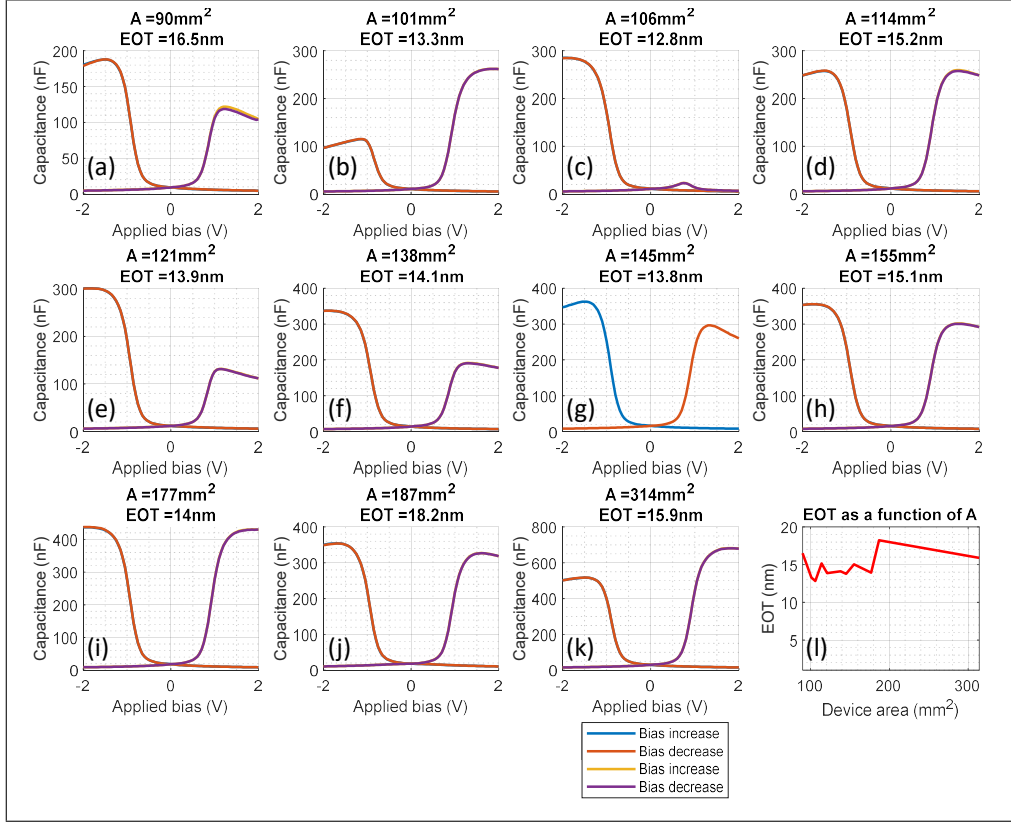 A =90mm2
EOT =16.5nm
200
150
100
50
0
Capacitance (nF)
(a)
-2 0 2
Applied bias (V)
A =101mm2
EOT =13.3nm
300
200
100
0
Capacitance (nF)
(b)
-2 0 2
Applied bias (V)
A =106mm2
EOT =12.8nm
300
200
100
0
Capacitance (nF)
(c)
-2 0 2
Applied bias (V)
A =114mm2
EOT =15.2nm
300
200
100
0
Capacitance (nF)
(d)
-2 0 2
Applied bias (V)
A =121mm2
EOT =13.9nm
300
200
100
0
Capacitance (nF)
(e)
-2 0 2
Applied bias (V)
A =138mm2
EOT =14.1nm
400
300
200
100
0
Capacitance (nF)
(f)
-2 0 2
Applied bias (V)
A =145mm2
EOT =13.8nm
400
300
200
100
0
Capacitance (nF)
(g)
-2 0 2
Applied bias (V)
A =155mm2
EOT =15.1nm
400
300
200
100
0
Capacitance (nF)
(h)
-2 0 2
Applied bias (V)
A =177mm2
EOT =14nm
400
300
200
100
0
Capacitance (nF)
(i)
-2 0 2
Applied bias (V)
A =187mm2
EOT =18.2nm
400
300
200
100
0
Capacitance (nF)
(j)
-2 0 2
Applied bias (V)
A =314mm2
EOT =15.9nm
800
600
400
200
0
Capacitance (nF)
(k)
-2 0 2
Applied bias (V)
EOT as a function of A
20
15
10
5
EOT (nm)
(l)
100 200 300
Device area (mm2)
Bias increase
Bias decrease
Bias increase
Bias decrease